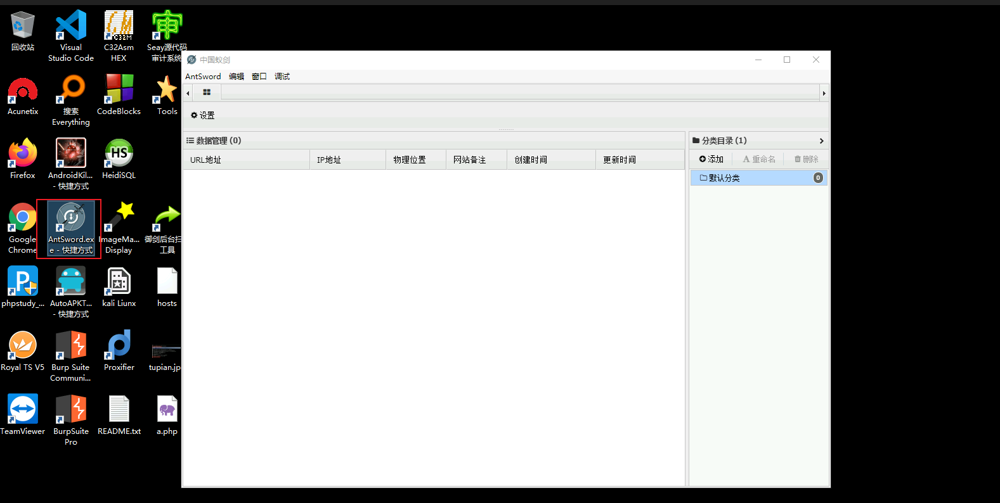 回收站
Visual
Studio Code
C32M
C32Asm
HEX
审
Seay源代码
审计系统
Acunetix
搜索
Everything
CodeBlocks
Tools
Firefox
AndroidKil...
- 快捷方式
HS
HeidiSQL
Google
Chrome
AntSword.ex
e - 快捷方式
ImageMa...
Display
御剑后台扫
工具
phpstudy_...
AutoAPKT...
- 快捷方式
kali Liunx
hosts
Royal TS V5
Burp Suite
Communi...
Proxifier
tupian.jp
TeamViewer
BurpSuite
Pro
README.txt
a.php
中国蚁剑
AntSword 编辑 窗口 调试
设置
数据管理 (0)
URL地址 IP地址 物理位置 网站备注 创建时间 更新时间
分类目录 (1)
添加 重命名 删除
默认分类 0